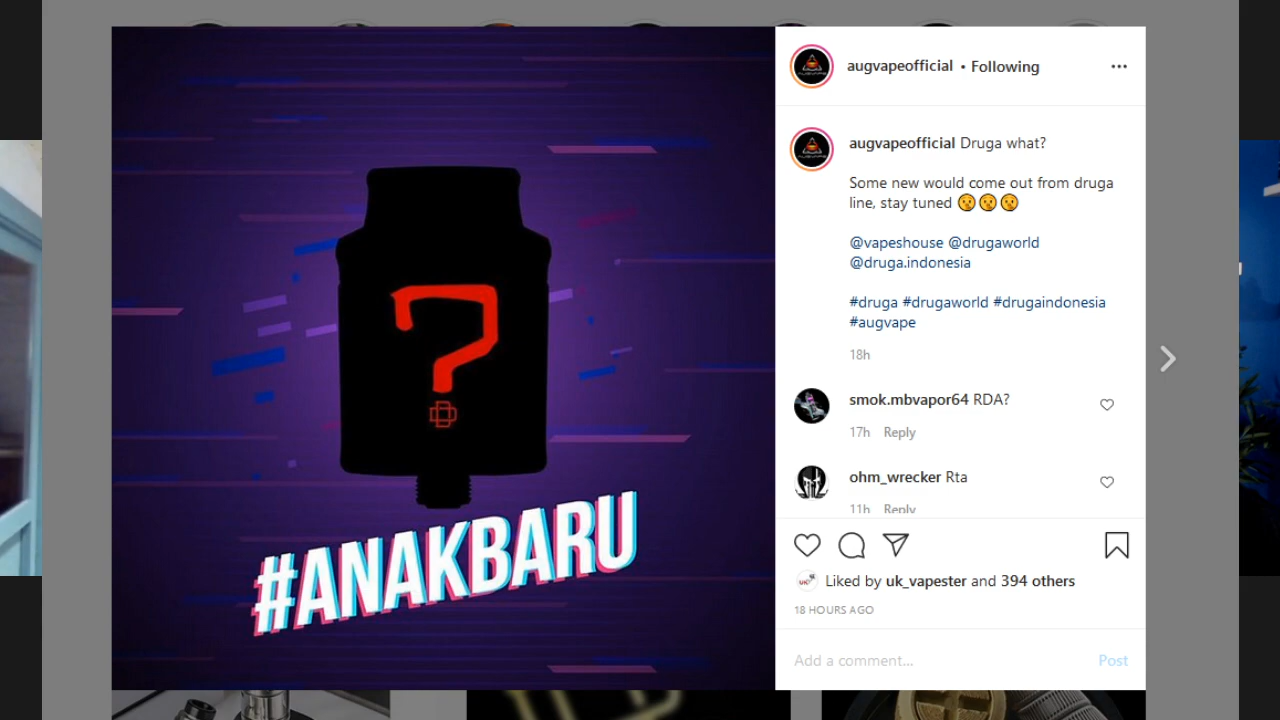 ?
#ANAKBARU
augvapeofficial • Following
augvapeofficial Druga what?
Some new would come out from druga
line, stay tuned 🤫🤫🤫
@vapeshouse @drugaworld
@druga.indonesia
#druga #drugaworld #drugaindonesia
#augvape
18h
smok.mbvapor64 RDA?
17h Reply
ohm_wrecker Rta
11h Reply
Liked by uk_vapester and 394 others
18 HOURS AGO
Add a comment... Post